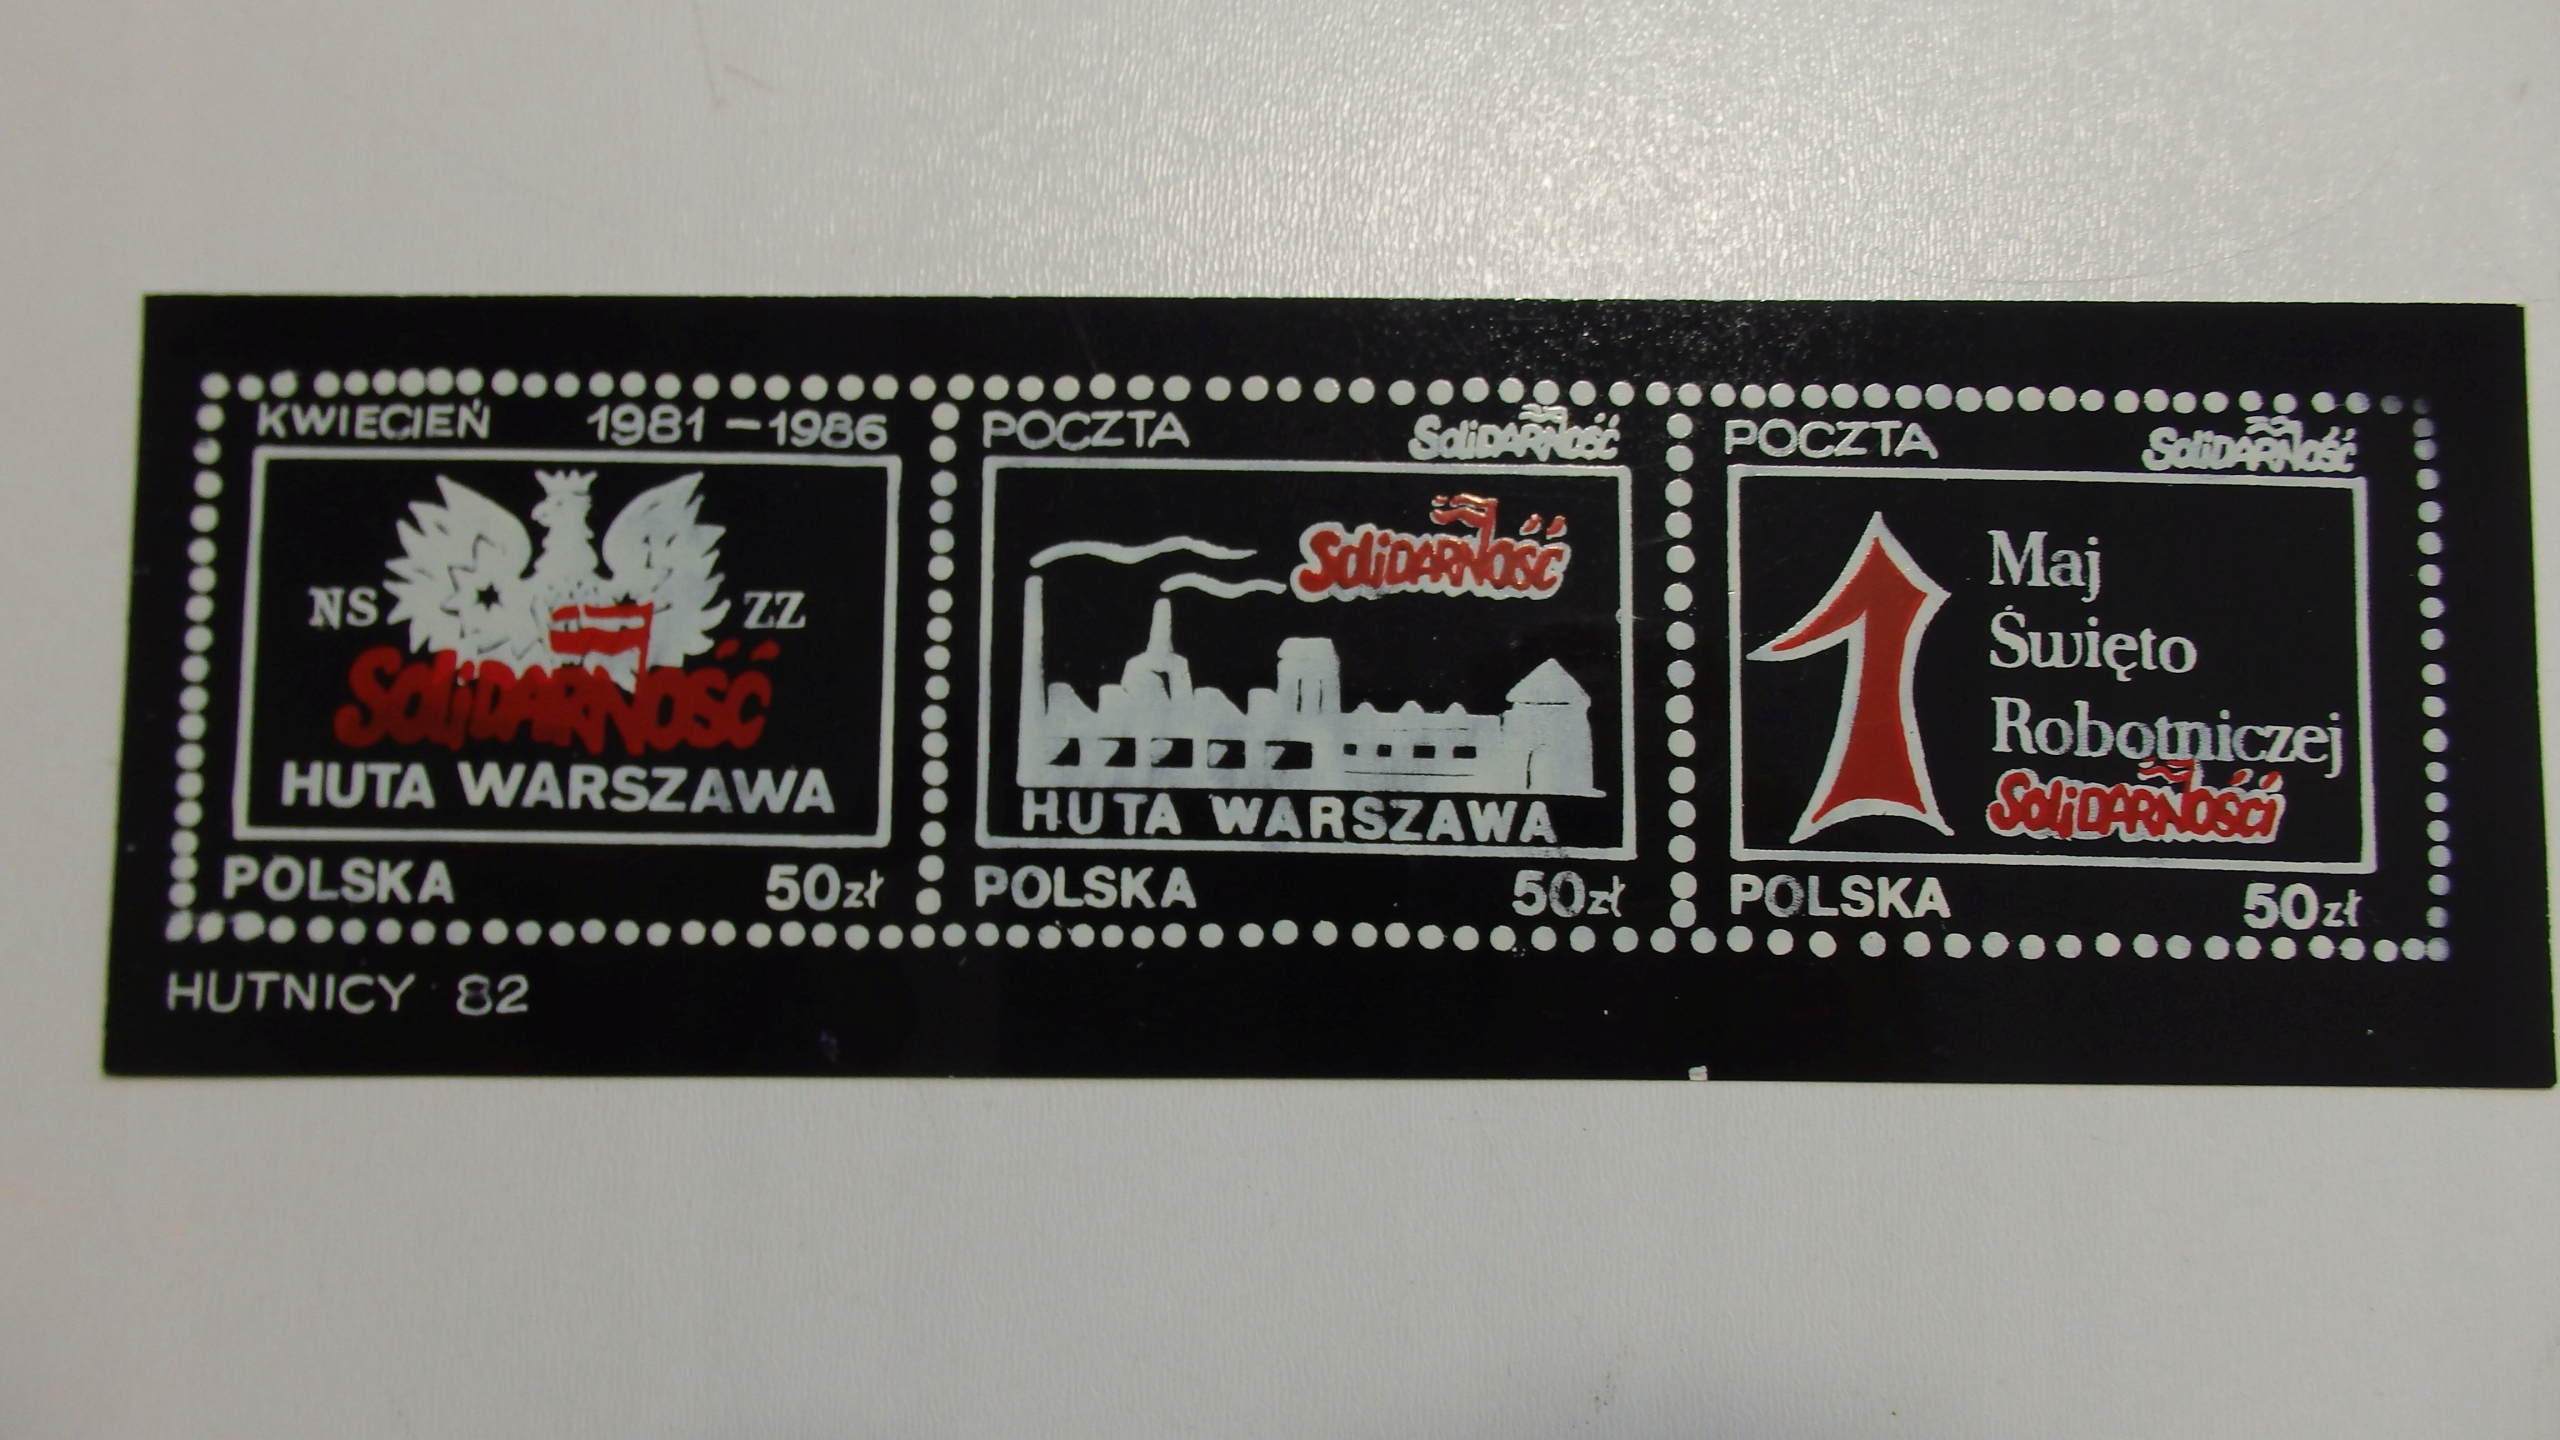 KWIECIEŃ 1981 – 1986
NS ZZ
SOLIDARNOŚĆ
HUTA WARSZAWA
POLSKA 50zł
POCZTA SOLIDARNOŚĆ
SOLIDARNOŚĆ
HUTA WARSZAWA
POLSKA 50zł
POCZTA SOLIDARNOŚĆ
1 Maj
Święto
Robotniczej
SOLIDARNOŚCI
POLSKA 50zł
HUTNICY 82